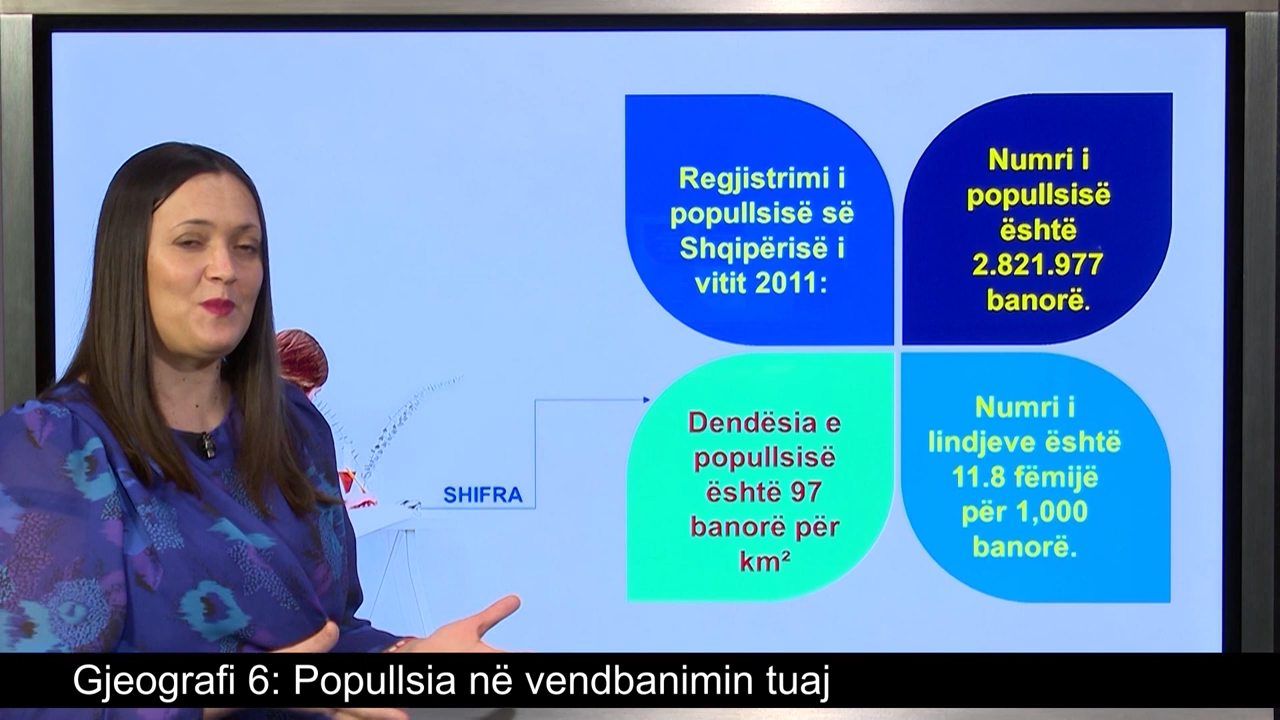 Regjistrimi i
popullsisë së
Shqipërisë i
vitit 2011:
Numri i
popullsisë
është
2.821.977
banorë.
Dendësia e
popullsisë
është 97
banorë për
km²
Numri i
lindjeve është
11.8 fëmijë
për 1,000
banorë.
SHIFRA
Gjeografi 6: Popullsia në vendbanimin tuaj